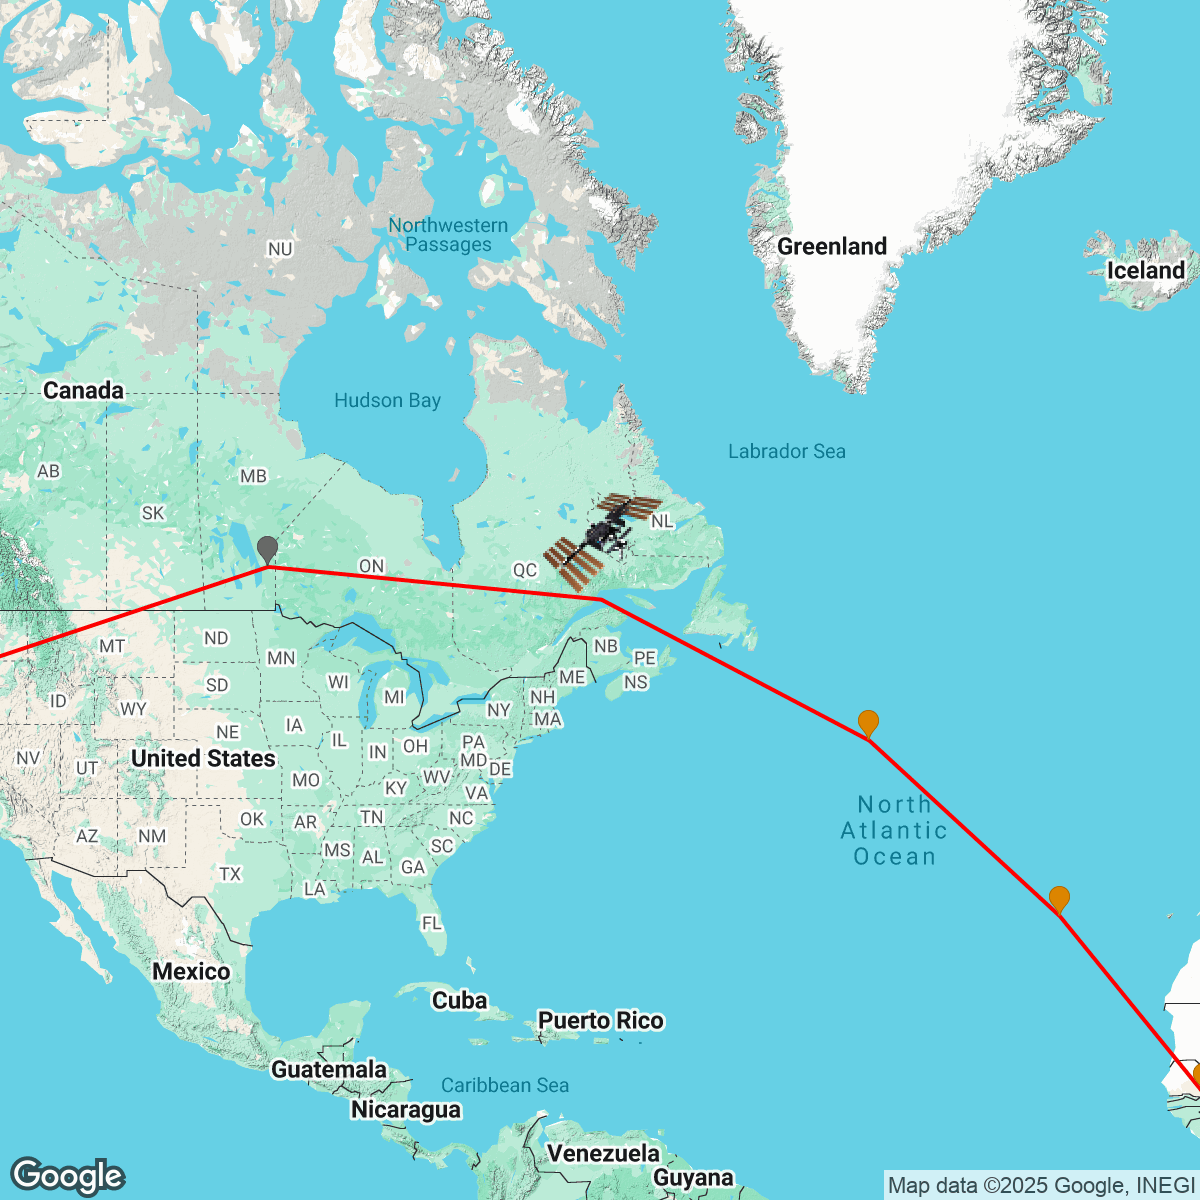 Northwestern
Passages
NU
Greenland
Iceland
Canada
Hudson Bay
Labrador Sea
AB
MB
SK
NL
ON
QC
MT
ND
MN
NB
PE
ME
NS
ID
SD
WI
MI
NH
WY
NY
MA
IA
NE
IL
IN
OH
PA
NV
UT
United States
MD
DE
MO
KY
WV
VA
North
Atlantic
Ocean
AZ
NM
OK
AR
TN
NC
MS
AL
SC
GA
TX
LA
FL
Mexico
Cuba
Puerto Rico
Guatemala
Caribbean Sea
Nicaragua
Venezuela
Guyana
Google
Map data ©2025 Google, INEGI